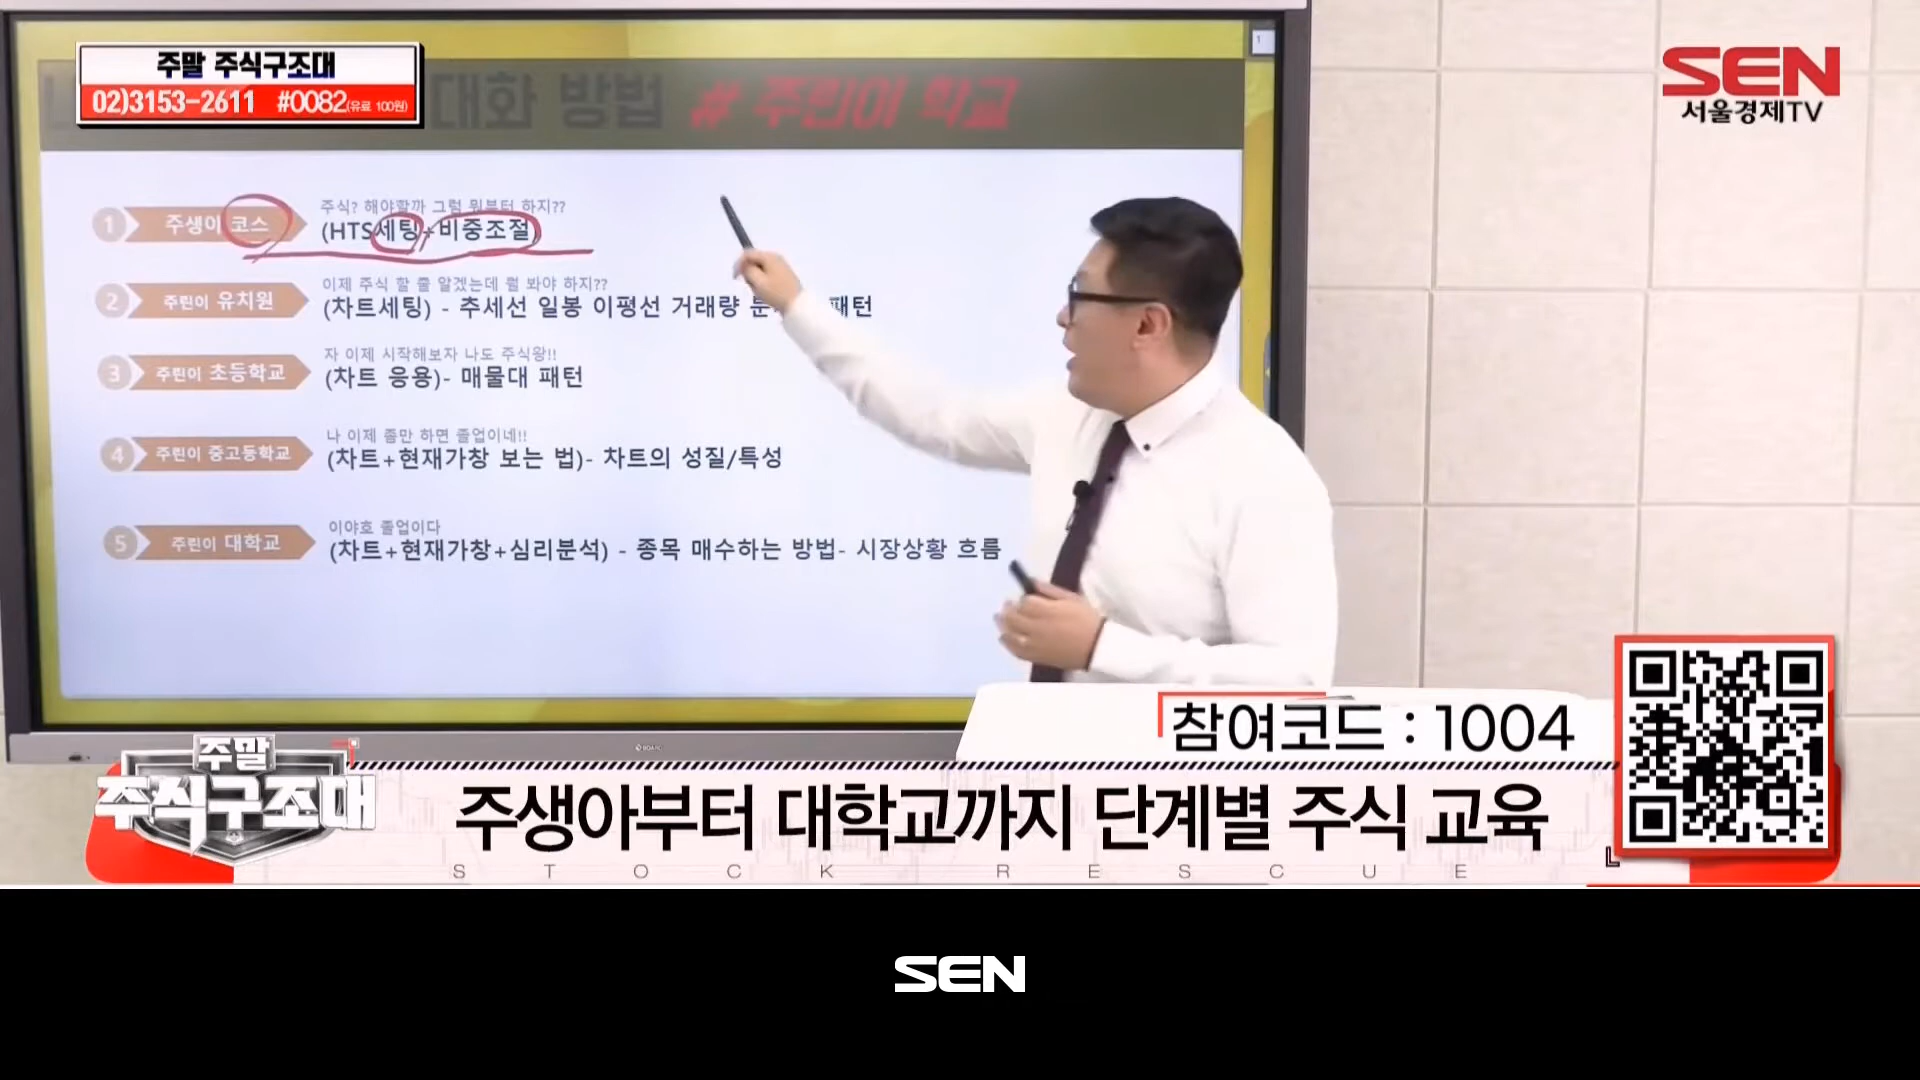 주말 주식구조대
02)3153-2611 #0082(유료 100원)
대화 방법 # 주린이 학교
1
SEN
서울경제TV
주식? 해야할까 그럼 뭐부터 하지??
1 주생아 코스 (HTS세팅+비중조절)
이제 주식 할 줄 알겠는데 뭘 봐야 하지??
2 주린이 유치원 (차트세팅) - 추세선 일봉 이평선 거래량 패턴
자 이제 시작해보자 나도 주식왕!!
3 주린이 초등학교 (차트 응용)- 매물대 패턴
나 이제 좀만 하면 졸업이네!!
4 주린이 중고등학교 (차트+현재가창 보는 법)- 차트의 성질/특성
이야호 졸업이다
5 주린이 대학교 (차트+현재가창+심리분석) - 종목 매수하는 방법- 시장상황 흐름
참여코드 : 1004
주말
주식구조대
주생아부터 대학교까지 단계별 주식 교육
STOCK RESCUE
SEN